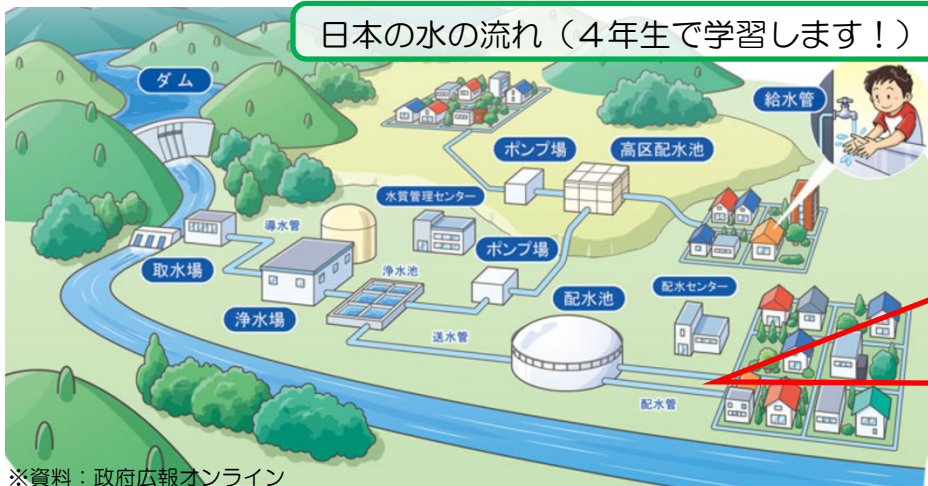 日本の水の流れ（４年生で学習します！）
ダム
給水管
ポンプ場
高区配水池
水質管理センター
導水管
取水場
ポンプ場
浄水池
浄水場
配水池
配水センター
送水管
配水管
※資料：政府広報オンライン